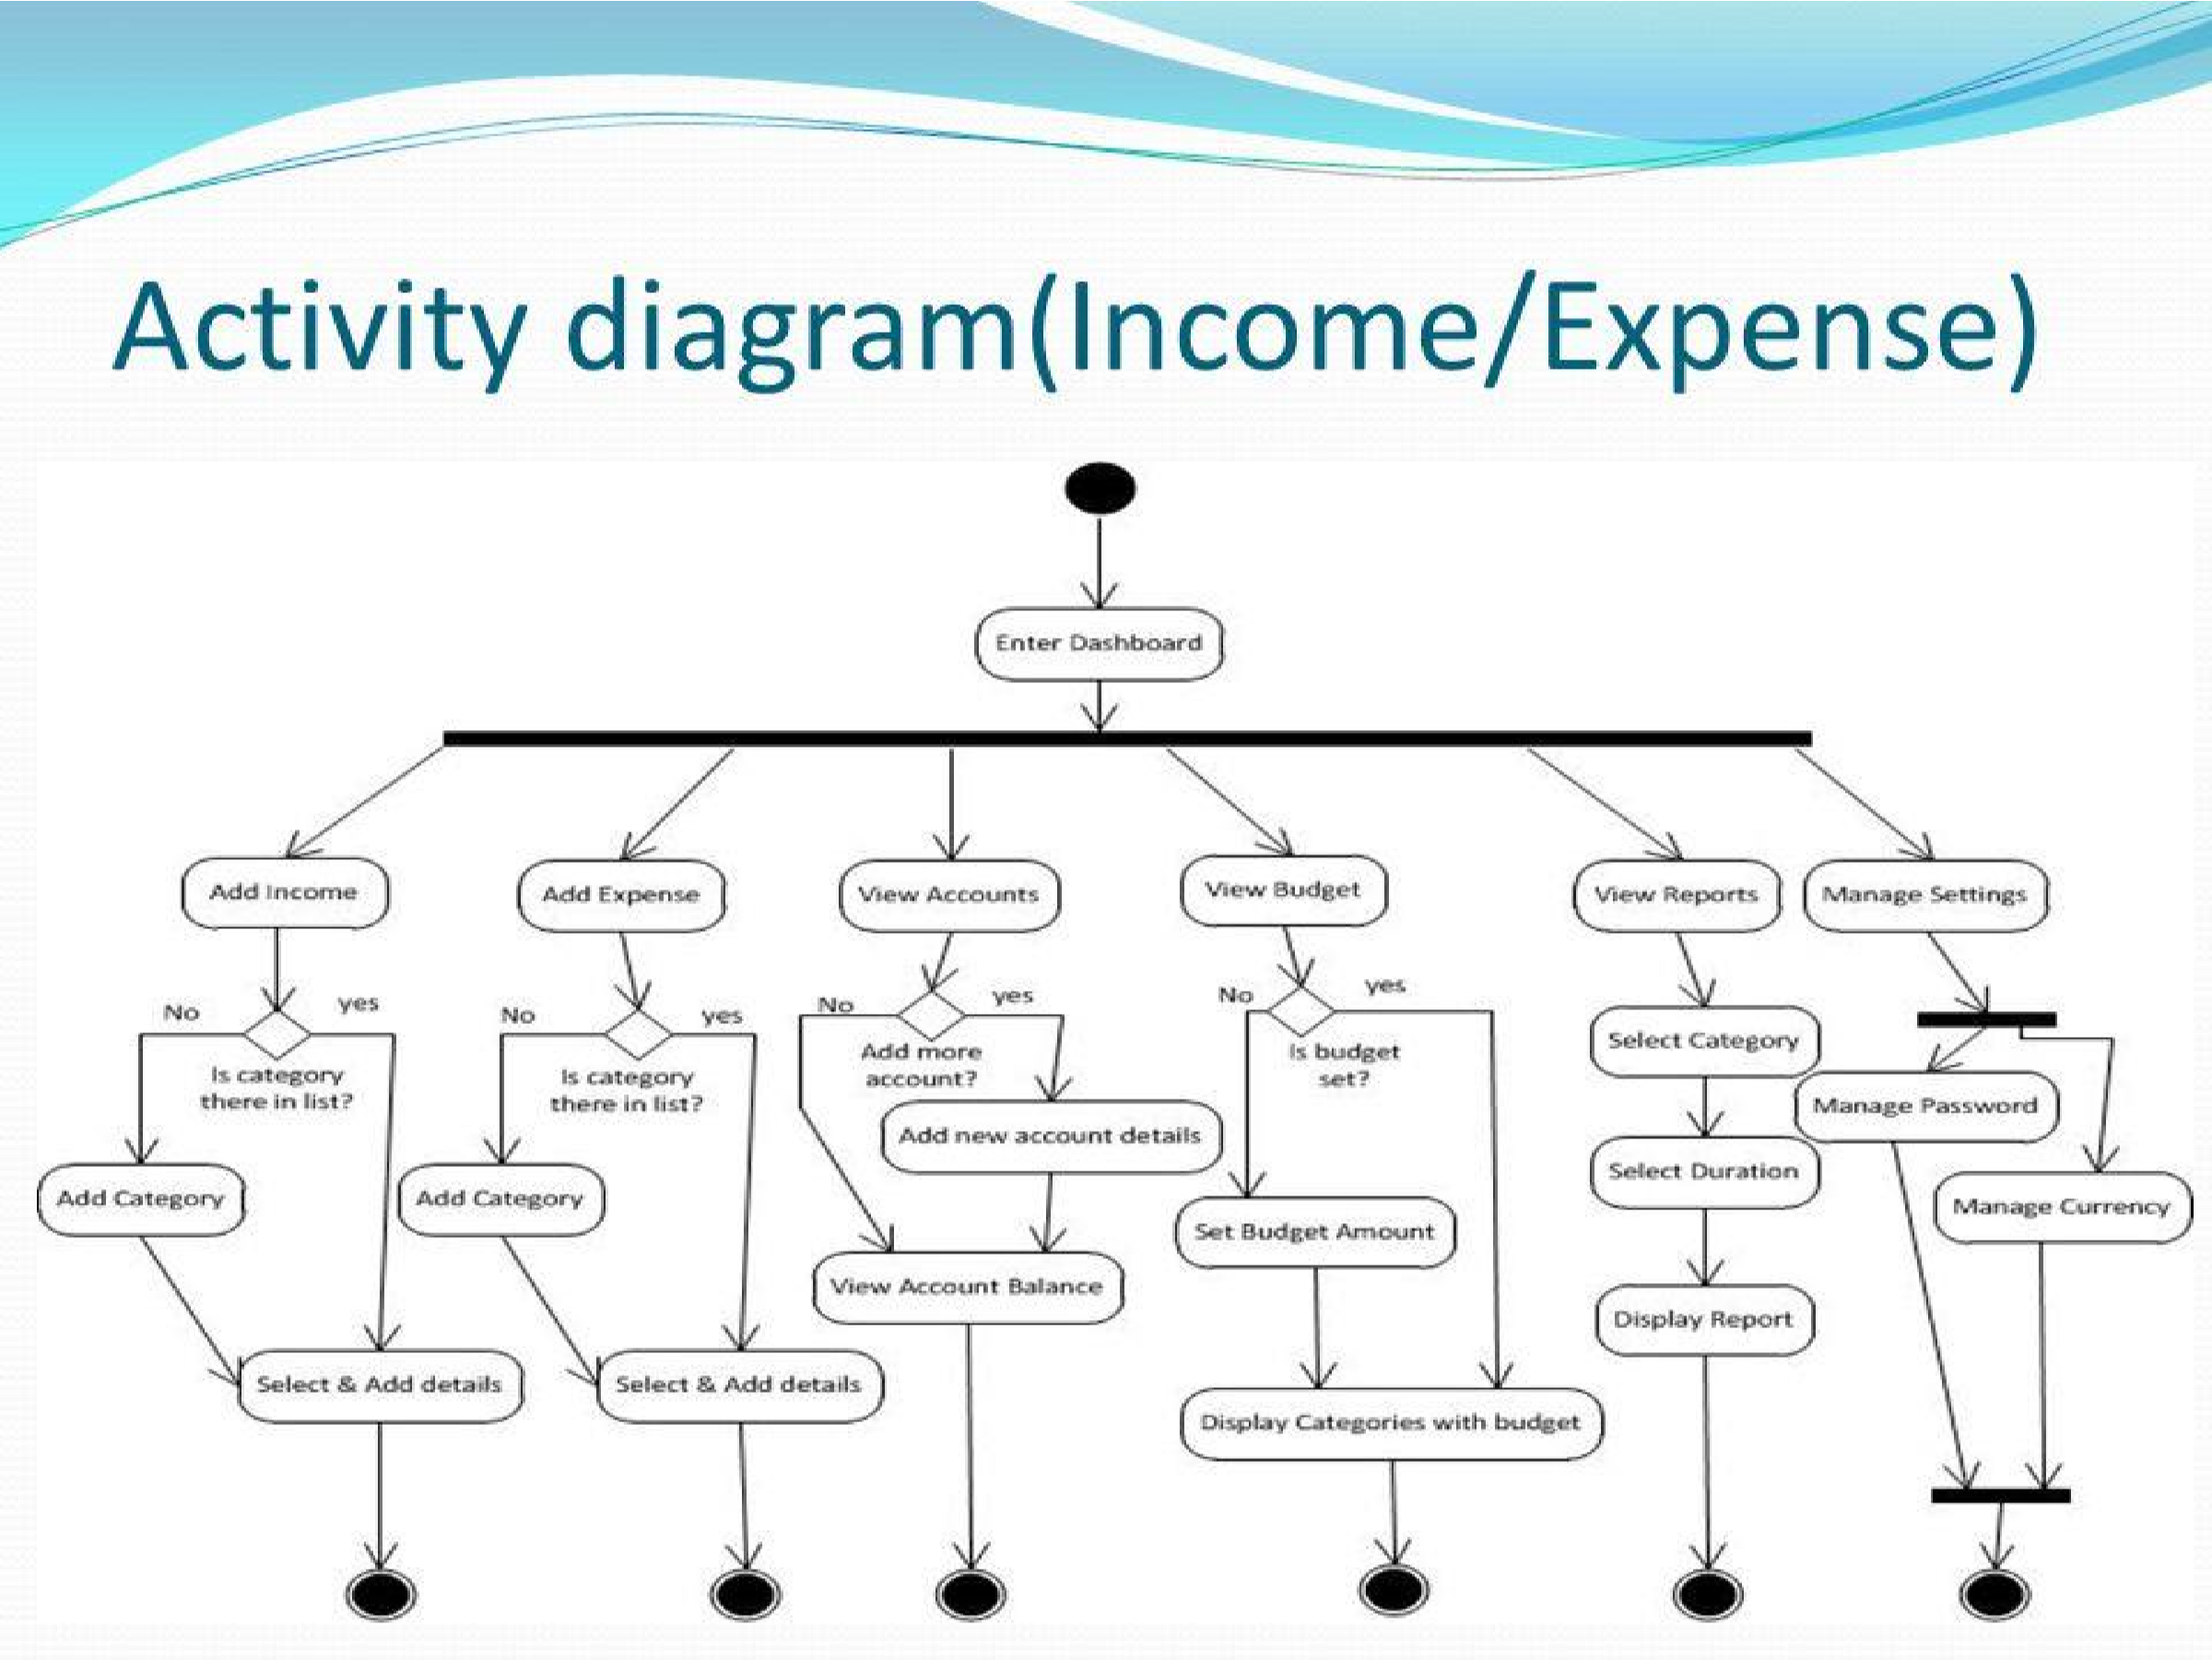 Activity diagram(Income/Expense)
Enter Dashboard
Add Income
Add Expense
View Accounts
View Budget
View Reports
Manage Settings
No
yes
Is category
there in list?
No
yes
Is category
there in list?
No
yes
Add more
account?
No
yes
Is budget
set?
Select Category
Manage Password
Add new account details
Select Duration
Add Category
Add Category
Manage Currency
Set Budget Amount
View Account Balance
Display Report
Select & Add details
Select & Add details
Display Categories with budget